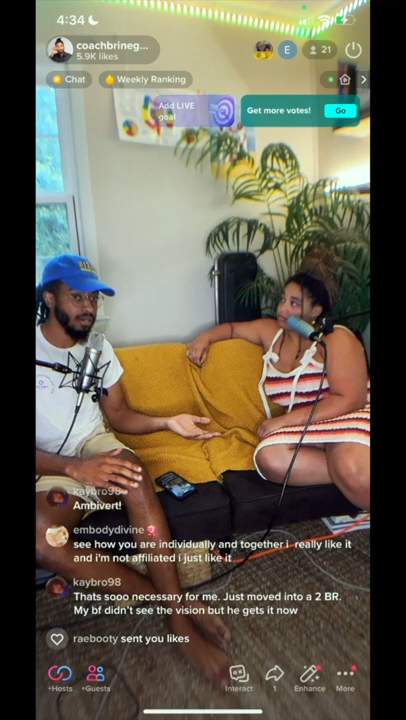 4:34
coachbrineg...
5.9K likes
E
21
Chat
Weekly Ranking
Add LIVE
goal
Get more votes!
Go
kaybro98
Ambivert!
embodydivine
see how you are individually and together i really like it
and i'm not affiliated i just like it
kaybro98
Thats sooo necessary for me. Just moved into a 2 BR.
My bf didn't see the vision but he gets it now
raebooty sent you likes
+Hosts
+Guests
Interact
1
Enhance
More